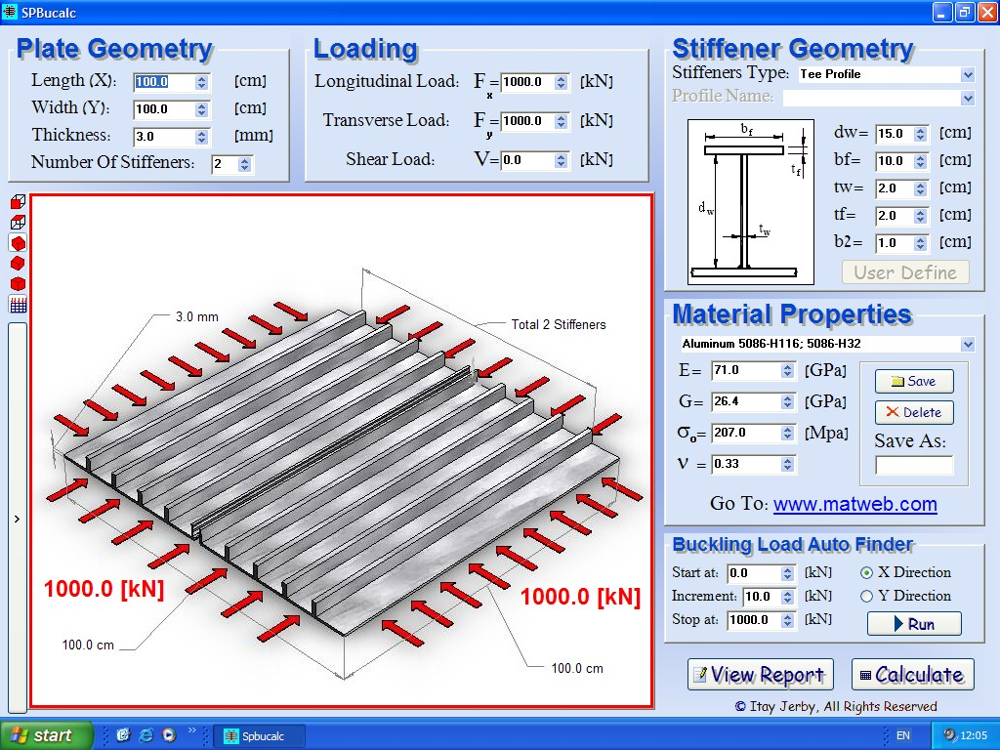 SPBucalc
Plate Geometry
Length (X): 100.0 [cm]
Width (Y): 100.0 [cm]
Thickness: 3.0 [mm]
Number Of Stiffeners: 2
Loading
Longitudinal Load: Fx = 1000.0 [kN]
Transverse Load: Fy = 1000.0 [kN]
Shear Load: V= 0.0 [kN]
Stiffener Geometry
Stiffeners Type: Tee Profile
Profile Name:
bf
tf
dw
tw
dw= 15.0 [cm]
bf= 10.0 [cm]
tw= 2.0 [cm]
tf= 2.0 [cm]
b2= 1.0 [cm]
User Define
3.0 mm
Total 2 Stiffeners
1000.0 [kN]
1000.0 [kN]
100.0 cm
100.0 cm
>
Material Properties
Aluminum 5086-H116; 5086-H32
E= 71.0 [GPa]
G= 26.4 [GPa]
σo= 207.0 [Mpa]
ν = 0.33
Save
Delete
Save As:
Go To: www.matweb.com
Buckling Load Auto Finder
Start at: 0.0 [kN]
Increment: 10.0 [kN]
Stop at: 1000.0 [kN]
X Direction
Y Direction
Run
View Report
Calculate
© Itay Jerby, All Rights Reserved
start
»
Spbucalc
EN
12:05